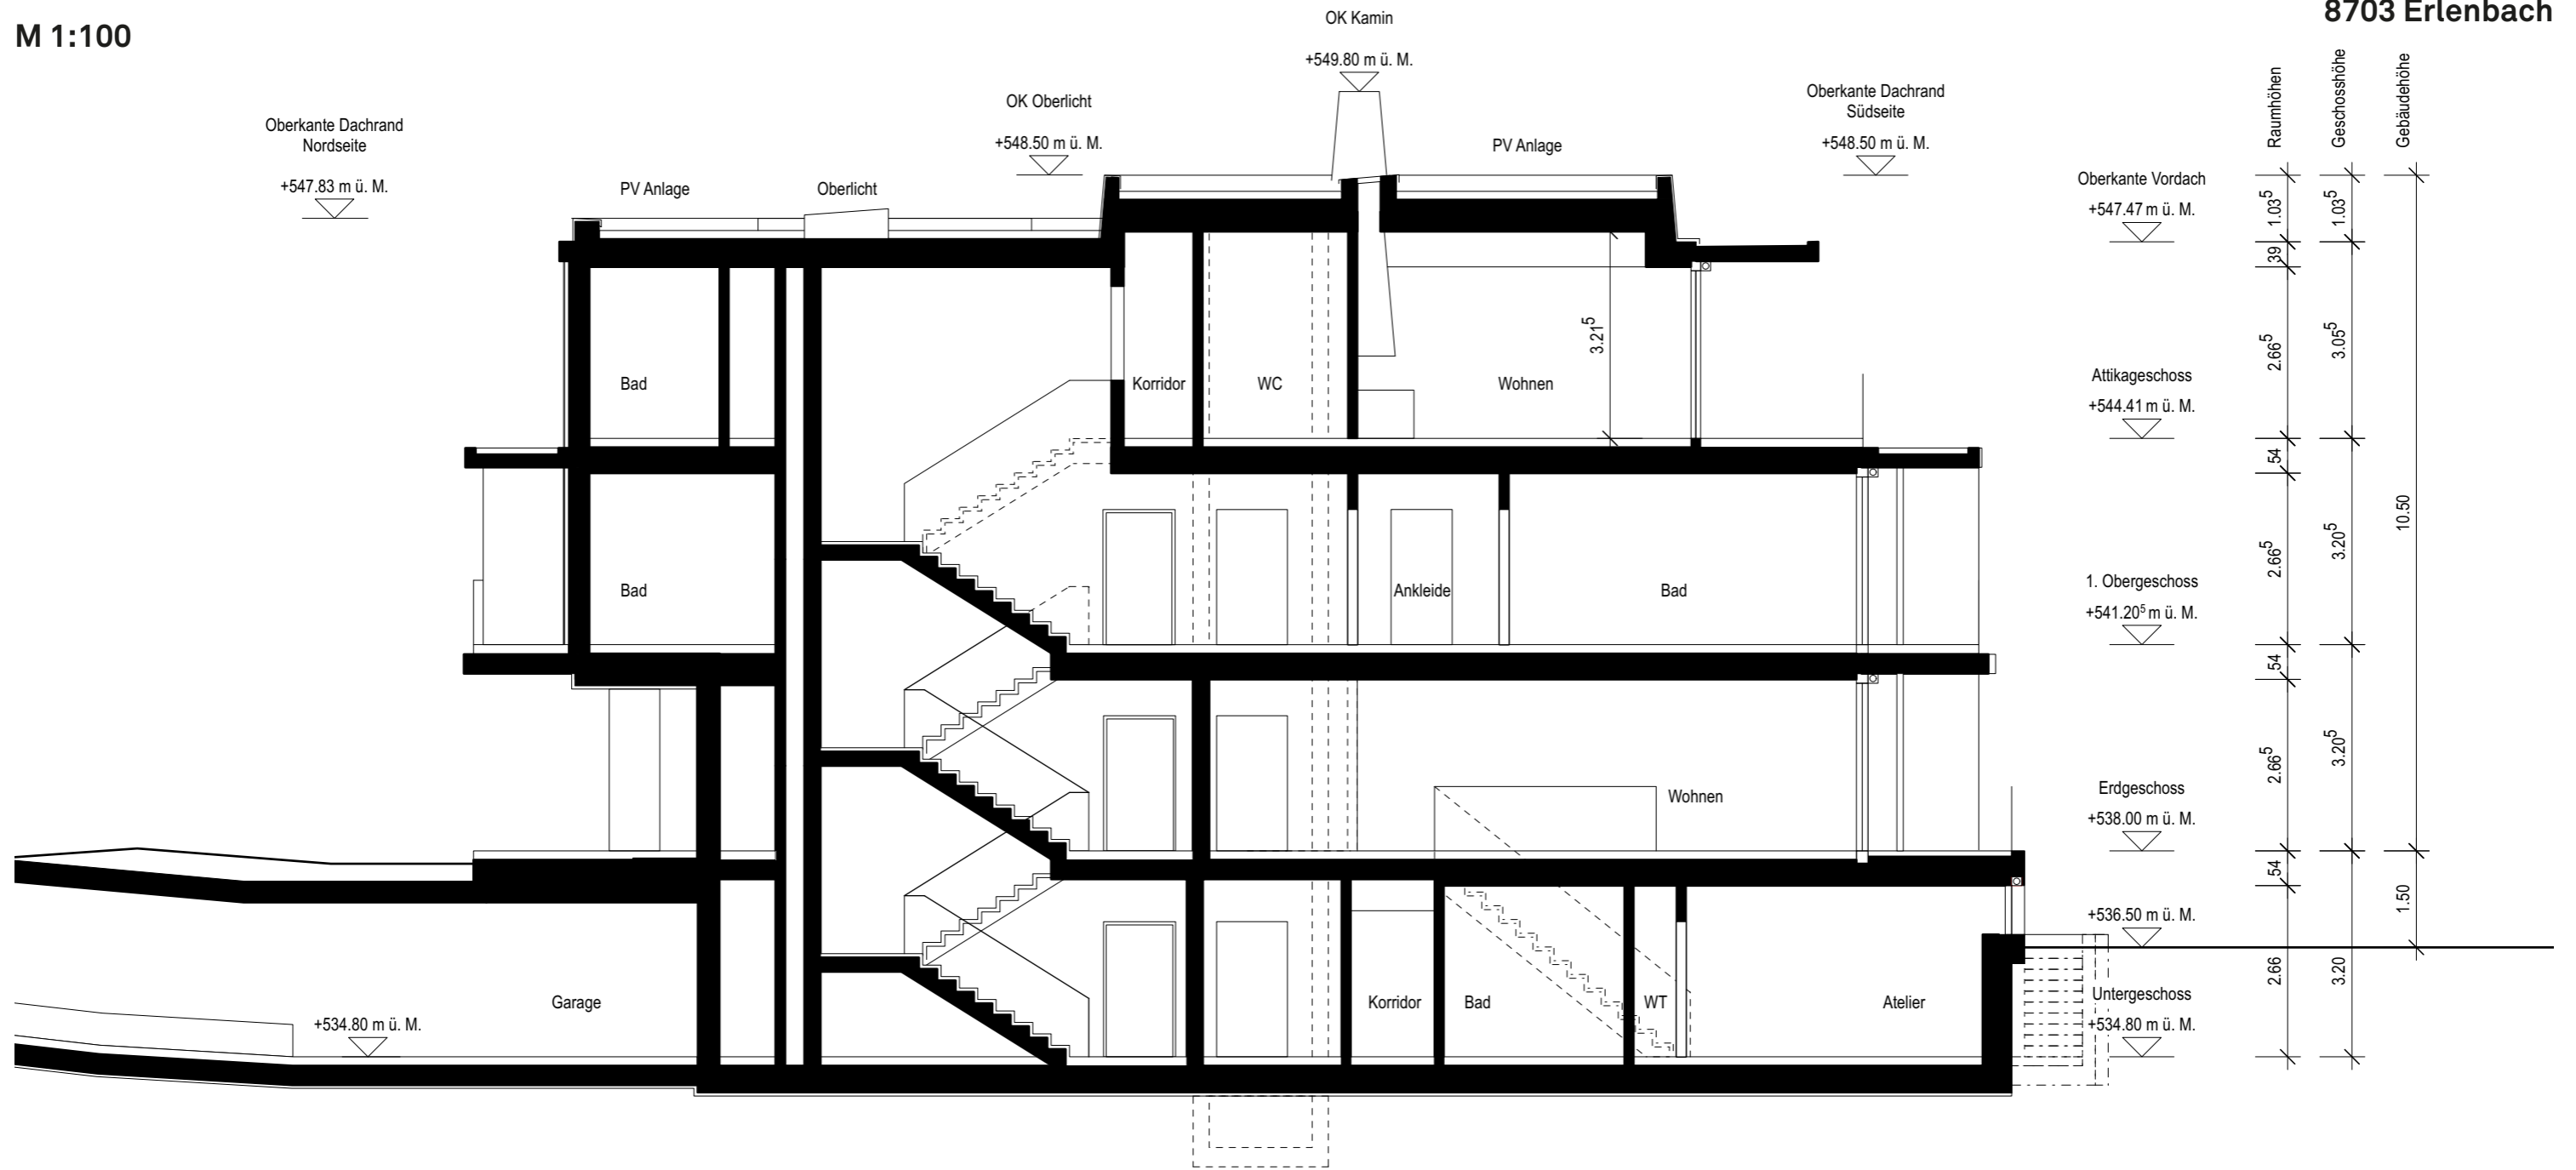 M 1:100
8703 Erlenbach
OK Kamin
+549.80 m ü. M.
OK Oberlicht
+548.50 m ü. M.
Oberkante Dachrand
Nordseite
+547.83 m ü. M.
PV Anlage
Oberlicht
PV Anlage
Oberkante Dachrand
Südseite
+548.50 m ü. M.
Oberkante Vordach
+547.47 m ü. M.
Raumhöhen
Geschosshöhe
Gebäudehöhe
1.03⁵
1.03⁵
39
3.21⁵
2.66⁵
3.05⁵
Bad
Korridor
WC
Wohnen
Attikageschoss
+544.41 m ü. M.
54
10.50
2.66⁵
3.20⁵
Bad
Ankleide
Bad
1. Obergeschoss
+541.20⁵ m ü. M.
54
2.66⁵
3.20⁵
Wohnen
Erdgeschoss
+538.00 m ü. M.
54
1.50
+536.50 m ü. M.
2.66
3.20
Garage
+534.80 m ü. M.
Korridor
Bad
WT
Atelier
Untergeschoss
+534.80 m ü. M.